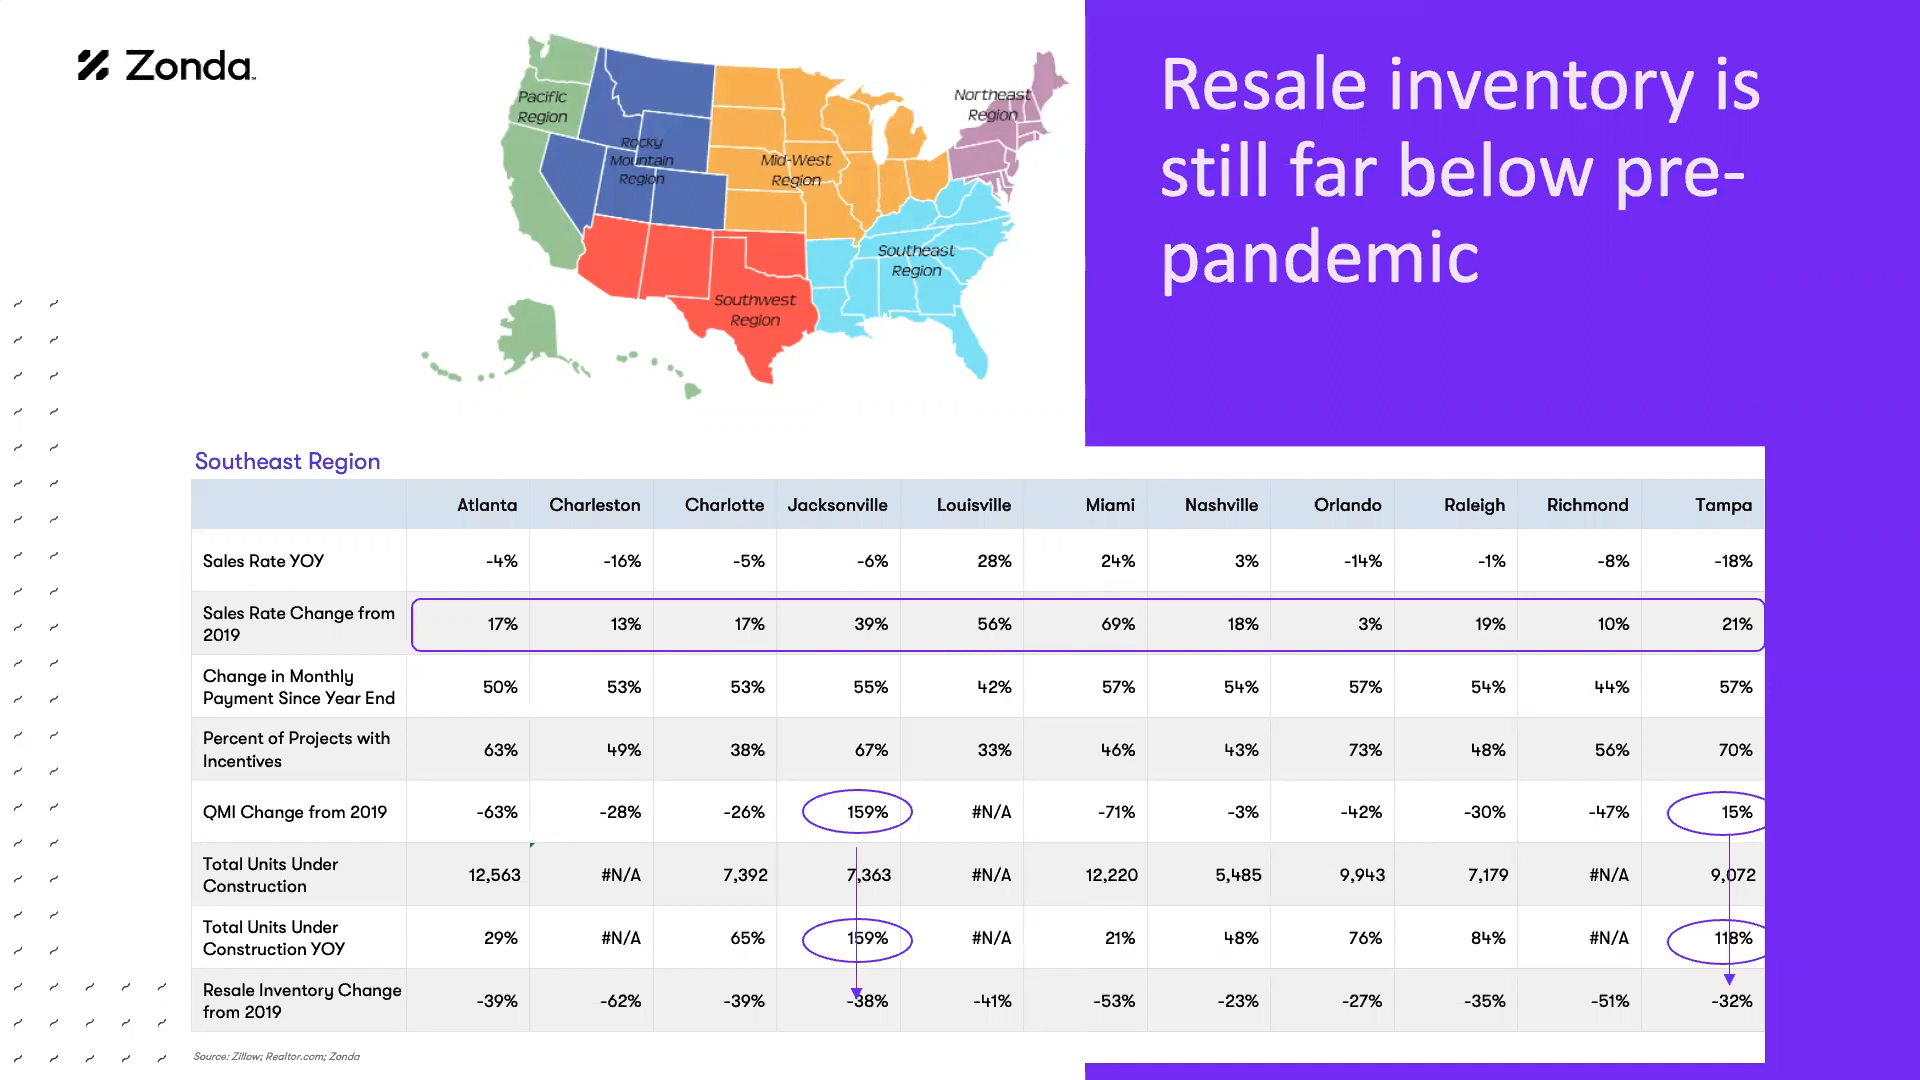 Zonda
Resale inventory is
still far below pre-
pandemic
Pacific
Region
Rocky
Mountain
Region
Mid-West
Region
Northeast
Region
Southeast
Region
Southwest
Region
Southeast Region
Atlanta Charleston Charlotte Jacksonville Louisville Miami Nashville Orlando Raleigh Richmond Tampa
Sales Rate YOY -4% -16% -5% -6% 28% 24% 3% -14% -1% -8% -18%
Sales Rate Change from
2019 17% 13% 17% 39% 56% 69% 18% 3% 19% 10% 21%
Change in Monthly
Payment Since Year End 50% 53% 53% 55% 42% 57% 54% 57% 54% 44% 57%
Percent of Projects with
Incentives 63% 49% 38% 67% 33% 46% 43% 73% 48% 56% 70%
QMI Change from 2019 -63% -28% -26% 159% #N/A -71% -3% -42% -30% -47% 15%
Total Units Under
Construction 12,563 #N/A 7,392 7,363 #N/A 12,220 5,485 9,943 7,179 #N/A 9,072
Total Units Under
Construction YOY 29% #N/A 65% 159% #N/A 21% 48% 76% 84% #N/A 118%
Resale Inventory Change
from 2019 -39% -62% -39% -38% -41% -53% -23% -27% -35% -51% -32%
Source: Zillow; Realtor.com; Zonda